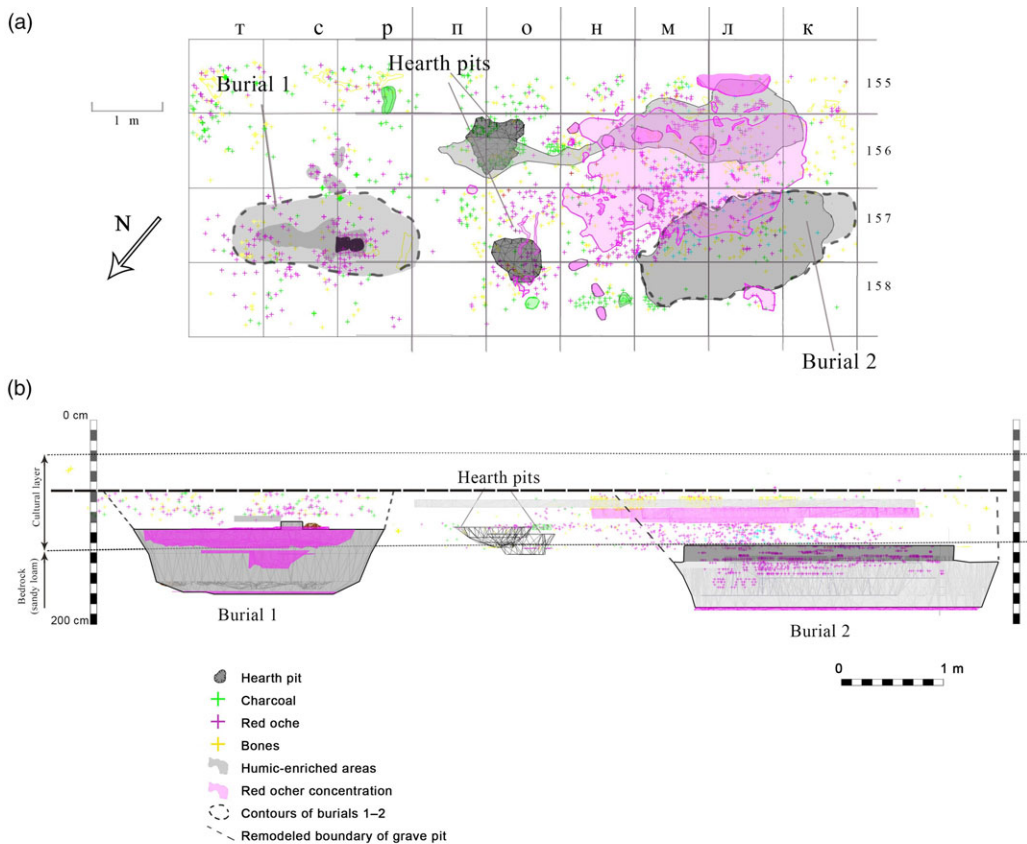 (a)
т с р п о н м л к
Hearth pits
Burial 1
155
1 m
156
N
157
158
Burial 2
(b)
0 cm
Cultural layer
Hearth pits
Bedrock
(sandy loam)
200 cm
Burial 1
Burial 2
0 1 m
Hearth pit
Charcoal
Red oche
Bones
Humic-enriched areas
Red ocher concentration
Contours of burials 1–2
Remodeled boundary of grave pit